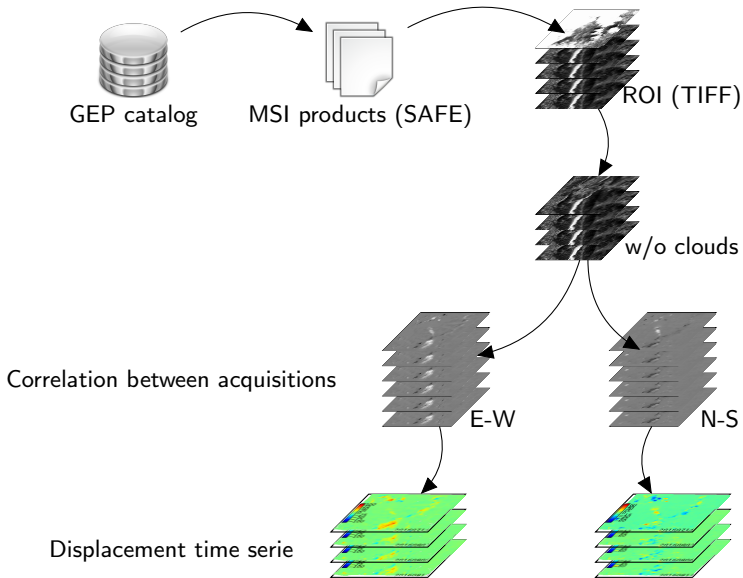 GEP catalog
MSI products (SAFE)
ROI (TIFF)
w/o clouds
Correlation between acquisitions
E-W
N-S
Displacement time serie